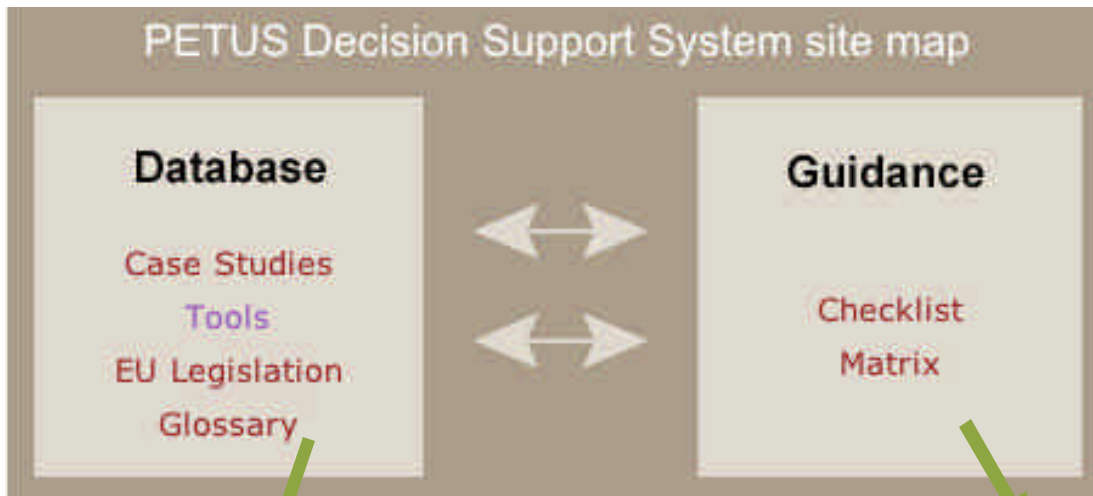 PETUS Decision Support System site map
Database
Case Studies
Tools
EU Legislation
Glossary
Guidance
Checklist
Matrix